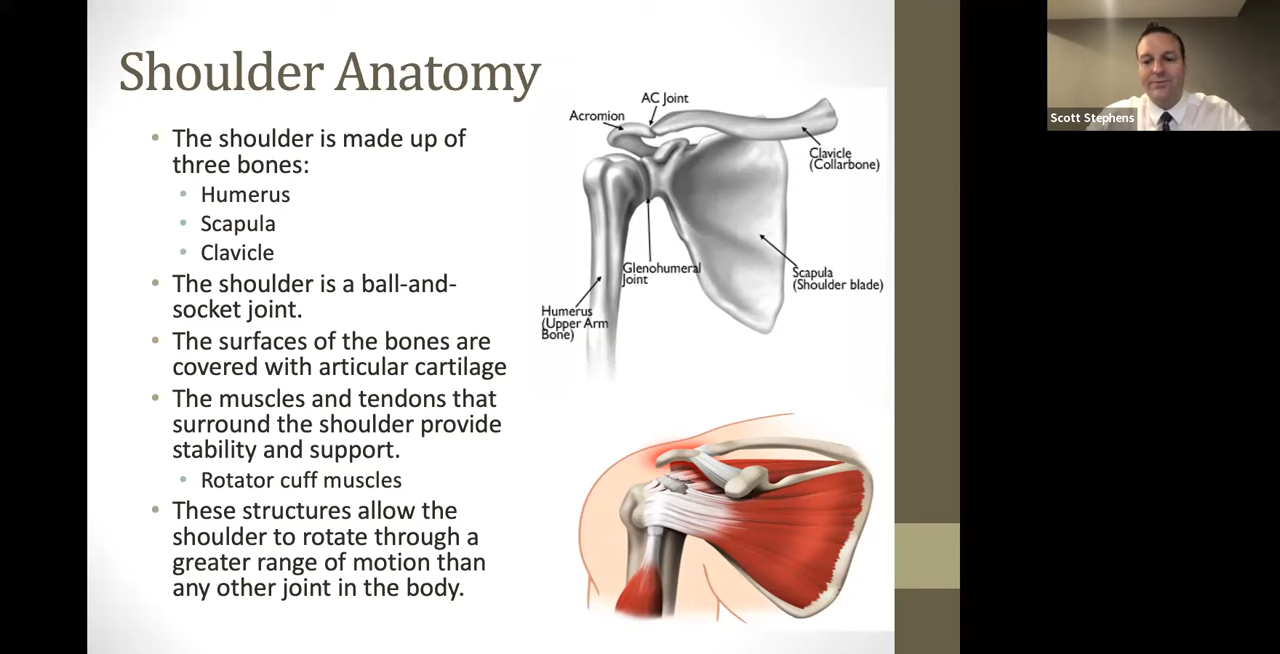 Shoulder Anatomy
• The shoulder is made up of
three bones:
• Humerus
• Scapula
• Clavicle
• The shoulder is a ball-and-
socket joint.
• The surfaces of the bones are
covered with articular cartilage
• The muscles and tendons that
surround the shoulder provide
stability and support.
• Rotator cuff muscles
• These structures allow the
shoulder to rotate through a
greater range of motion than
any other joint in the body.
AC Joint
Acromion
Clavicle
(Collarbone)
Glenohumeral
Joint
Scapula
(Shoulder blade)
Humerus
(Upper Arm
Bone)
Scott Stephens